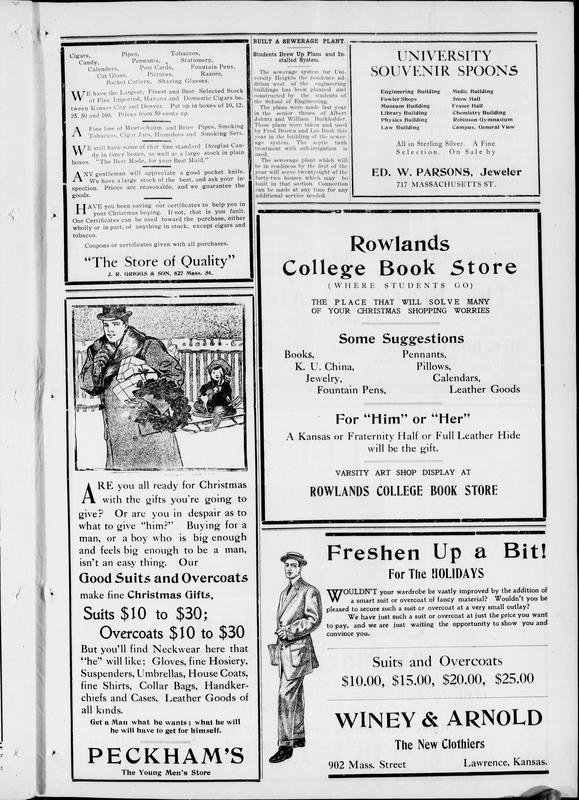 Cigars, Pipes, Tobaccos,
Candy, Pennants, Stationery,
Calenders, Post Cards, Fountain Pens,
Cut Glass, Pictures, Razors,
Pocket Cutlery, Shaving Glasses.
WE have the Largest, Finest and Best Selected Stock
of Fine Imported, Havana and Domestic Cigars be-
tween Kansas City and Denver. Put up in boxes of 10, 12,
25, 50 and 100. Prices from 50 cents up.
A Fine line of Meerschaum and Brier Pipes, Smoking
Tobaccos, Cigar Jars, Humidors and Smoking Sets.
WE still have some of that fine standard Douglas Can-
dy in fancy boxes, as well as a large stock in plain
boxes. "The Best Made, for your Best Maid."
ANY gentleman will appreciate a good pocket knife.
We have a large stock of the best, and ask your in-
spection. Prices are reasonable, and we guarantee the
goods.
HAVE you been saving our certificates to help you in
your Christmas buying. If not, that is you fault.
Our Certificates can be used toward the purchase, either
wholly or in part, of anything in stock, except cigars and
tobacco.
Coupons or certificates given with all purchases.
"The Store of Quality"
J. R. GRIGGS & SON, 827 Mass. St.
ARE you all ready for Christmas
with the gifts you're going to
give? Or are you in despair as to
what to give "him?" Buying for a
man, or a boy who is big enough
and feels big enough to be a man,
isn't an easy thing. Our
Good Suits and Overcoats
make fine Christmas Gifts.
Suits $10 to $30;
Overcoats $10 to $30
But you'll find Neckwear here that
"he" will like; Gloves, fine Hosiery,
Suspenders, Umbrellas, House Coats,
fine Shirts, Collar Bags, Handker-
chiefs and Cases, Leather Goods of
all kinds.
Get a Man what he wants; what he will
he will have to get for himself.
PECKHAM'S
The Young Men's Store
BUILT A SEWERAGE PLANT.
Students Drew Up Plans and In-
stalled System.
The sewerage system for Uni-
versity Heights the residence ad-
dition west of the engineering
buildings has been planned and
constructed by the students of
the School of Engineering.
The plans were made last year
in the senior theses of Albert
Johntz and William Burkholder.
These plans were taken and used
by Fred Brown and Leo Bush this
year in the building of the sewer-
age system. The septic tank
treatment with sub-irrigation is
The sewerage plant which will
be in readiness by the first of the
year will serve twenty-eight of the
forty-two houses which may be
built in that section. Connection
can be made at any time for any
additional service needed.
UNIVERSITY
SOUVENIR SPOONS
Engineering Building Medic Building
Fowler Shops Snow Hall
Museum Building Fraser Hall
Library Building Chemistry Building
Physics Building Robinson Gymnasium
Law Building Campus, General View
All in Sterling Silver. A Fine
Selection. On Sale by
ED. W. PARSONS, Jeweler
717 MASSACHUSETTS ST.
Rowlands
College Book Store
(WHERE STUDENTS GO)
THE PLACE THAT WILL SOLVE MANY
OF YOUR CHRISTMAS SHOPPING WORRIES
Some Suggestions
Books, Pennants,
K. U. China, Pillows,
Jewelry, Calendars,
Fountain Pens, Leather Goods
For "Him" or "Her"
A Kansas or Fraternity Half or Full Leather Hide
will be the gift.
VARSITY ART SHOP DISPLAY AT
ROWLANDS COLLEGE BOOK STORE
Freshen Up a Bit!
For The HOLIDAYS
WOULDN'T your wardrobe be vastly improved by the addition of
a smart suit or overcoat of fancy material? Wouldn't you be
pleased to secure such a suit or overcoat at a very small outlay?
We have just such a suit or overcoat at just the price you want
to pay, and we are just waiting the opportunity to show you and
convince you.
Suits and Overcoats
$10.00, $15.00, $20.00, $25.00
WINEY & ARNOLD
The New Clothiers
902 Mass. Street Lawrence, Kansas.